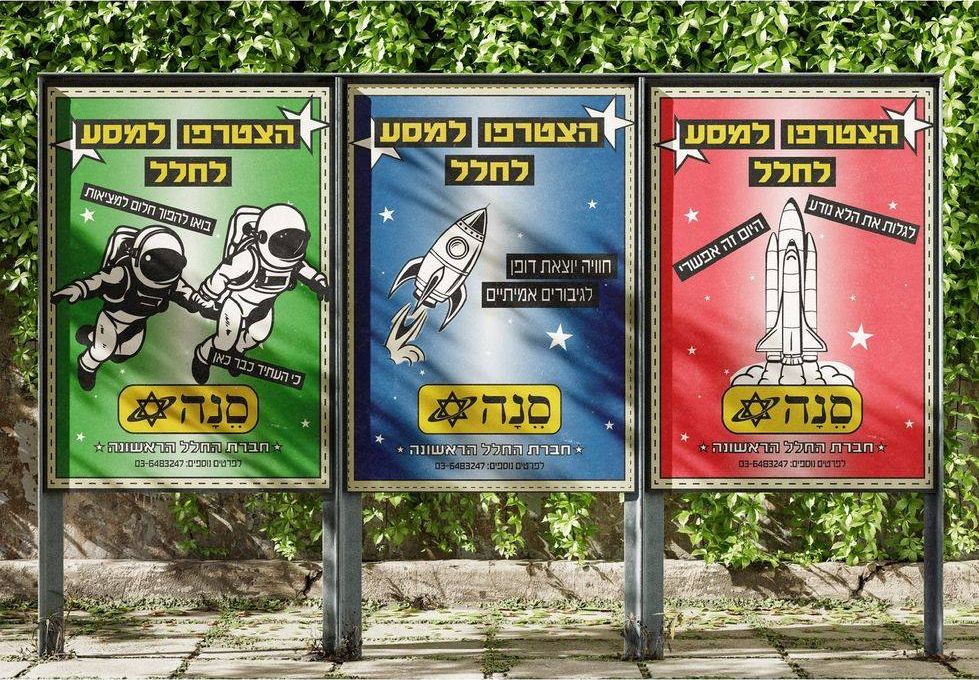 הצטרפו למסע
לחלל
לגלות את הלא נודע
היום זה אפשרי
סֵנָה
חברת החלל הראשונה
לפרטים נוספים: 03-6483247
הצטרפו למסע
לחלל
חוויה יוצאת דופן
לגיבורים אמיתיים
סֵנָה
חברת החלל הראשונה
לפרטים נוספים: 03-6483247
הצטרפו למסע
לחלל
בואו להפוך חלום למציאות
כי העתיד כבר כאן
סֵנָה
חברת החלל הראשונה
לפרטים נוספים: 03-6483247